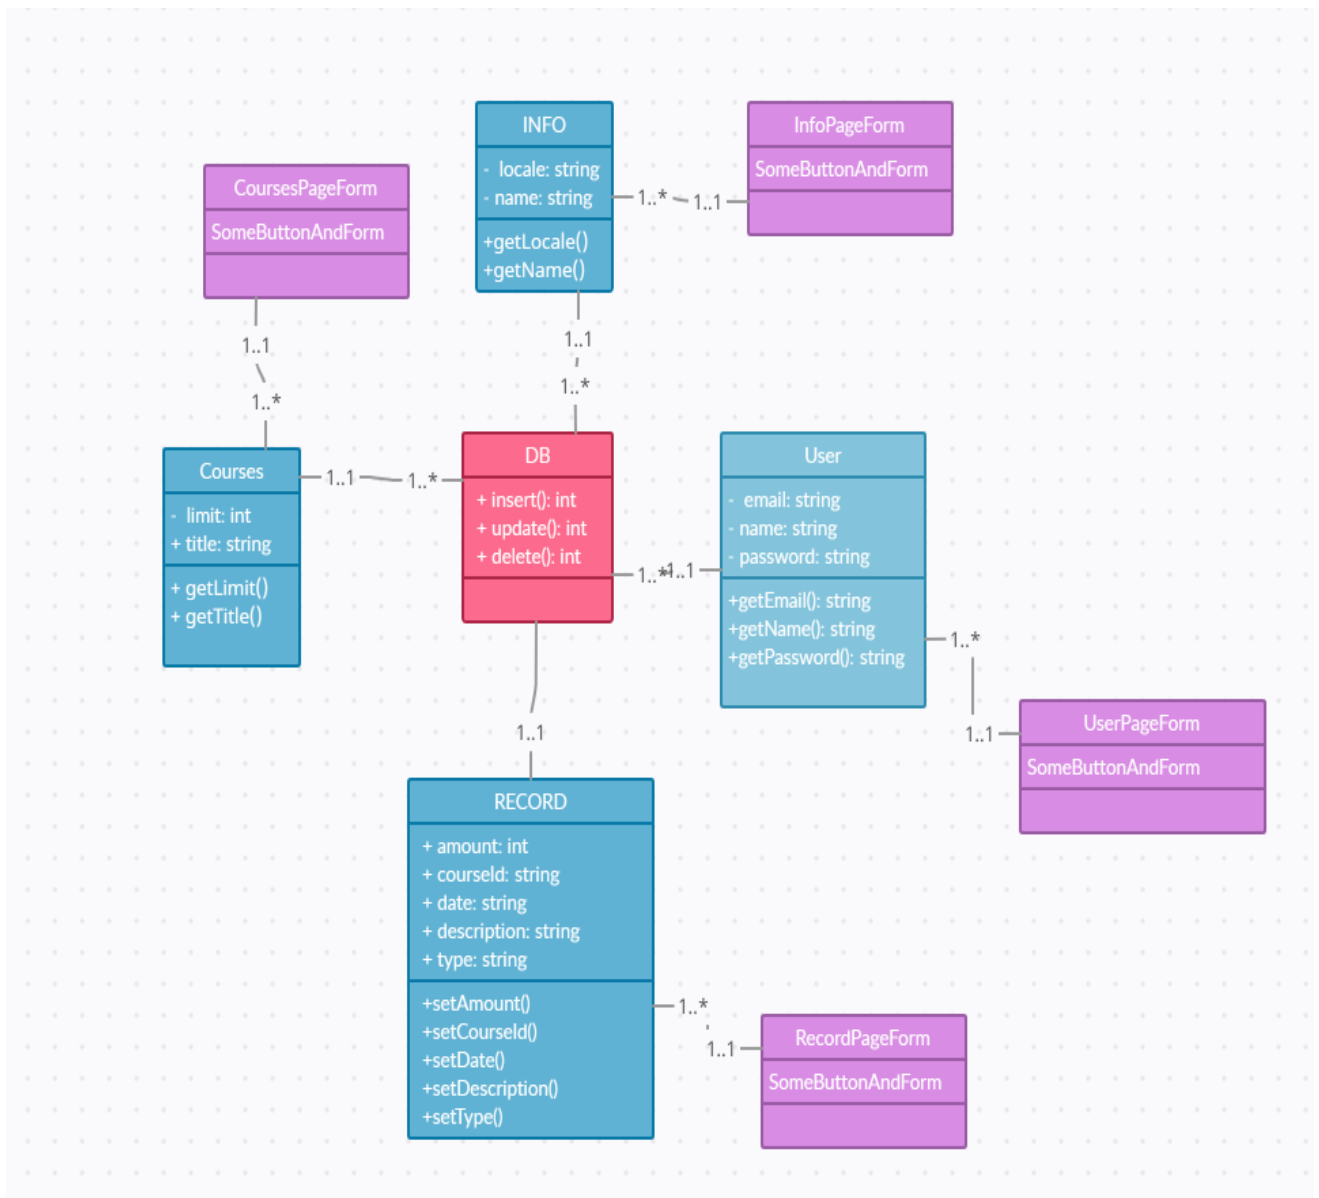 INFO
- locale: string
- name: string
+getLocale()
+getName()
InfoPageForm
SomeButtonAndForm
1..*
1..1
CoursesPageForm
SomeButtonAndForm
1..1
1..*
1..1
1..*
Courses
- limit: int
+ title: string
+ getLimit()
+ getTitle()
1..1
1..*
DB
+ insert(): int
+ update(): int
+ delete(): int
1..*
1..1
User
- email: string
- name: string
- password: string
+getEmail(): string
+getName(): string
+getPassword(): string
1..*
1..1
UserPageForm
SomeButtonAndForm
1..1
RECORD
+ amount: int
+ courseId: string
+ date: string
+ description: string
+ type: string
+setAmount()
+setCourseId()
+setDate()
+setDescription()
+setType()
1..*
1..1
RecordPageForm
SomeButtonAndForm